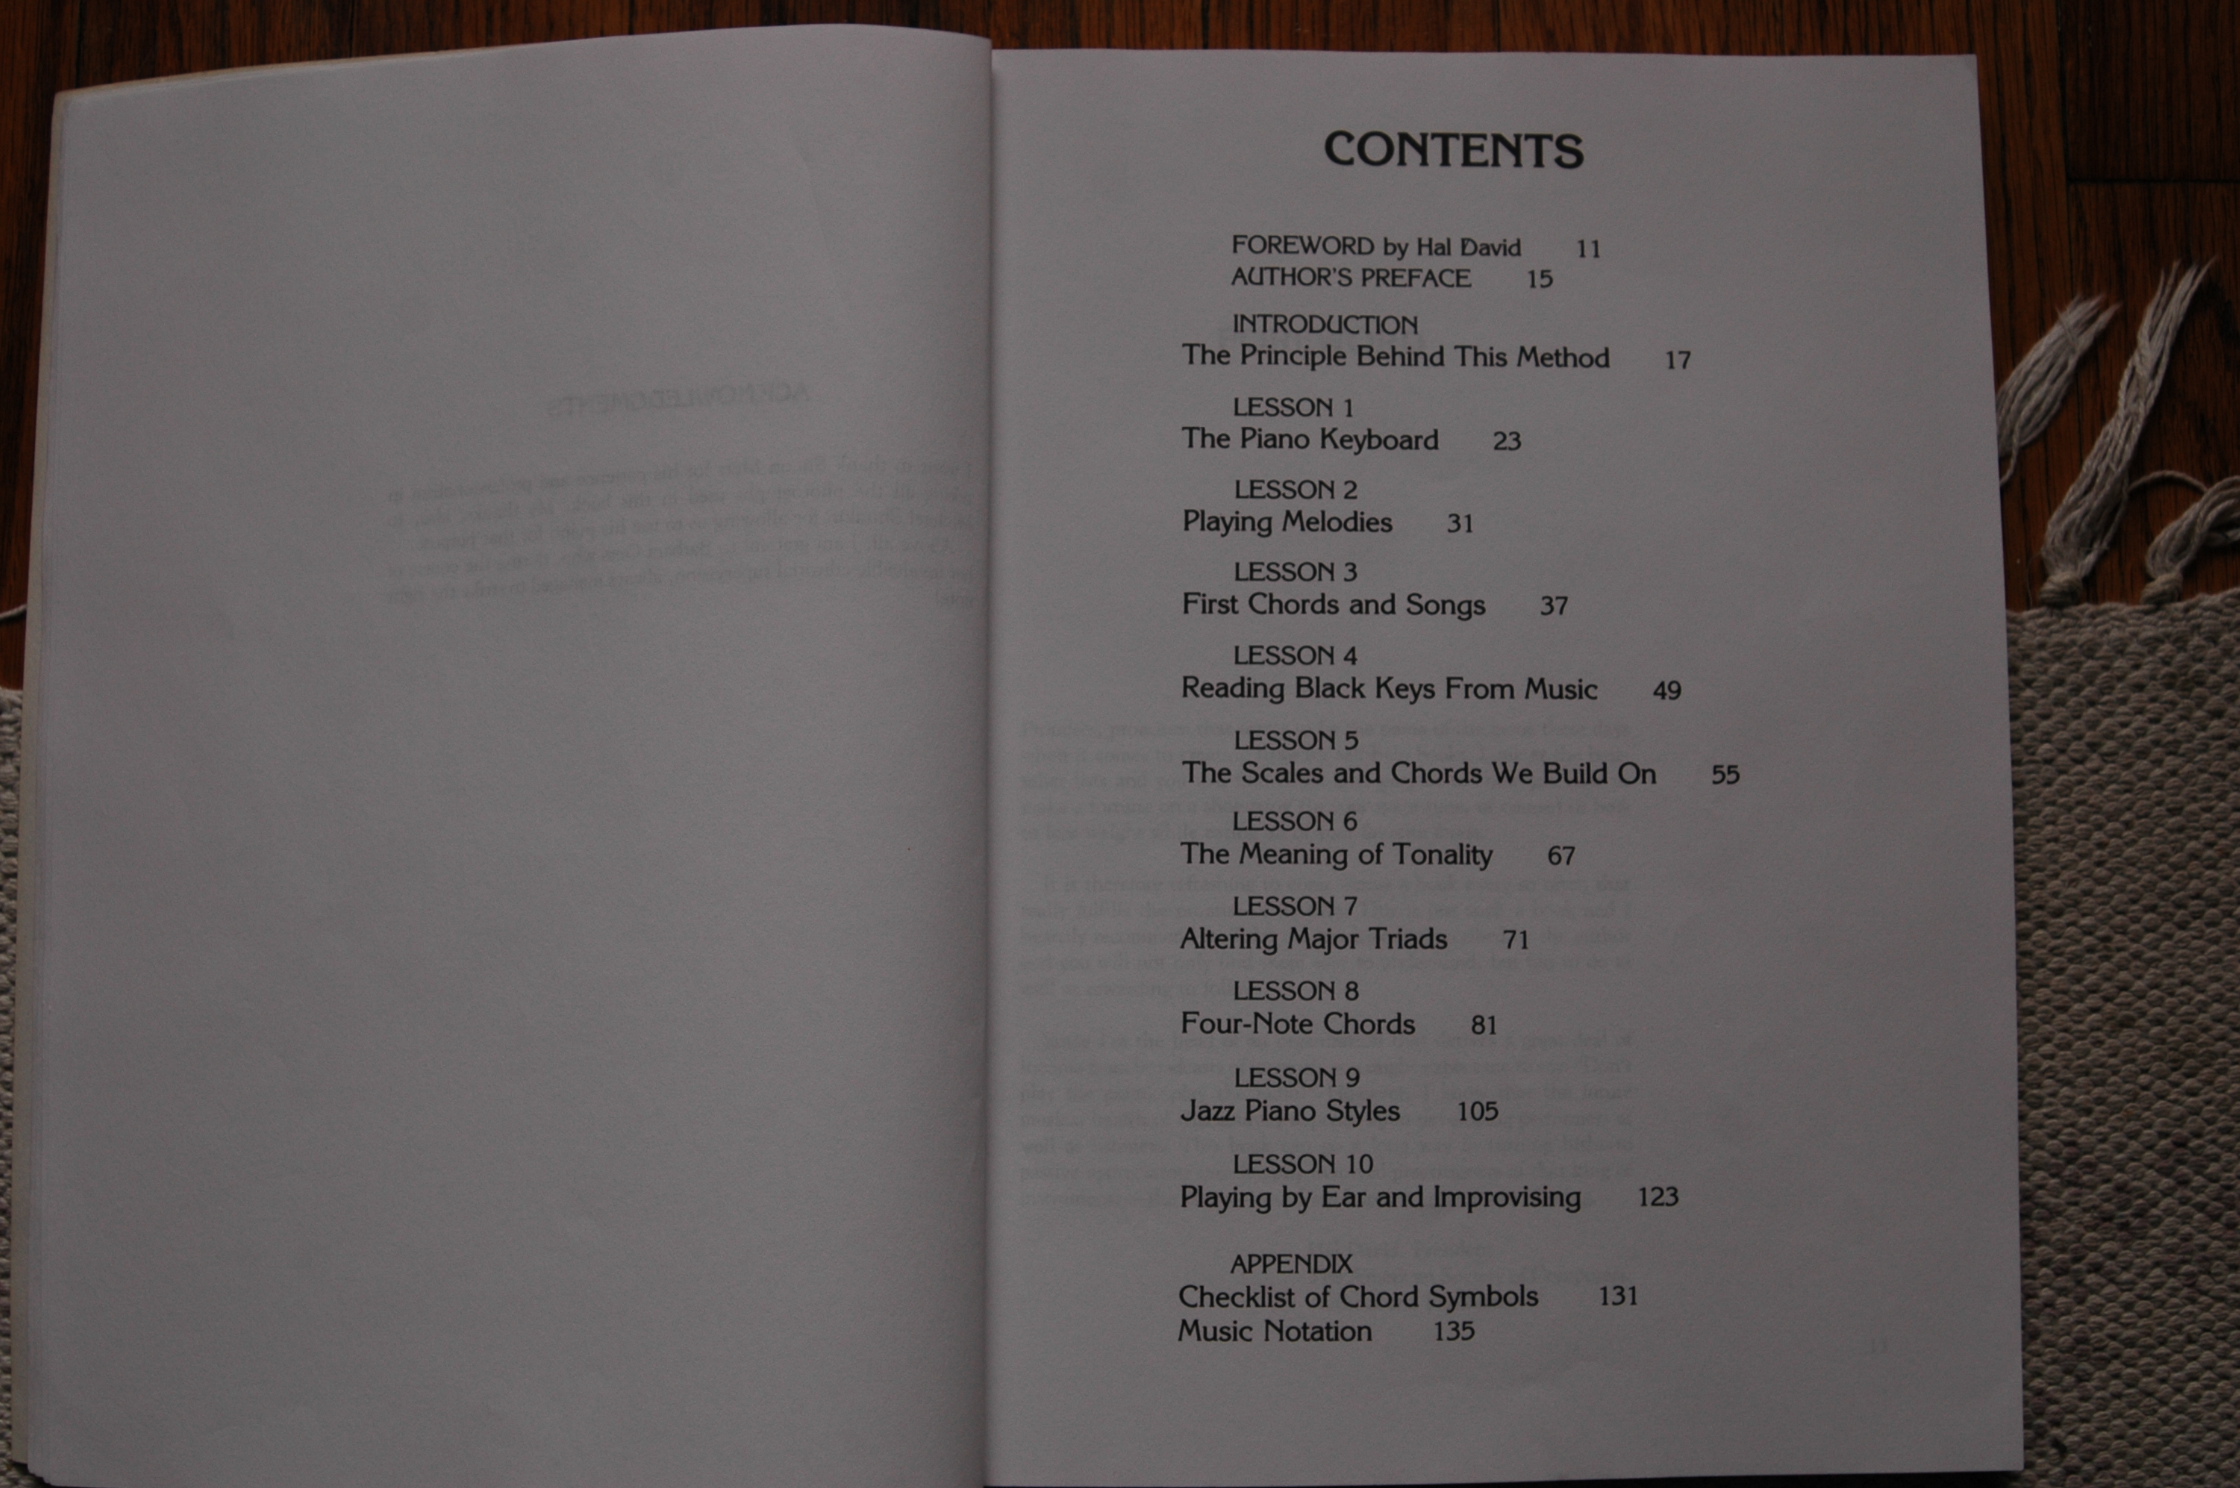 ACKNOWLEDGMENTS
CONTENTS
FOREWORD by Hal David 11
AUTHOR'S PREFACE 15
INTRODUCTION
The Principle Behind This Method 17
LESSON 1
The Piano Keyboard 23
LESSON 2
Playing Melodies 31
LESSON 3
First Chords and Songs 37
LESSON 4
Reading Black Keys From Music 49
LESSON 5
The Scales and Chords We Build On 55
LESSON 6
The Meaning of Tonality 67
LESSON 7
Altering Major Triads 71
LESSON 8
Four-Note Chords 81
LESSON 9
Jazz Piano Styles 105
LESSON 10
Playing by Ear and Improvising 123
APPENDIX
Checklist of Chord Symbols 131
Music Notation 135